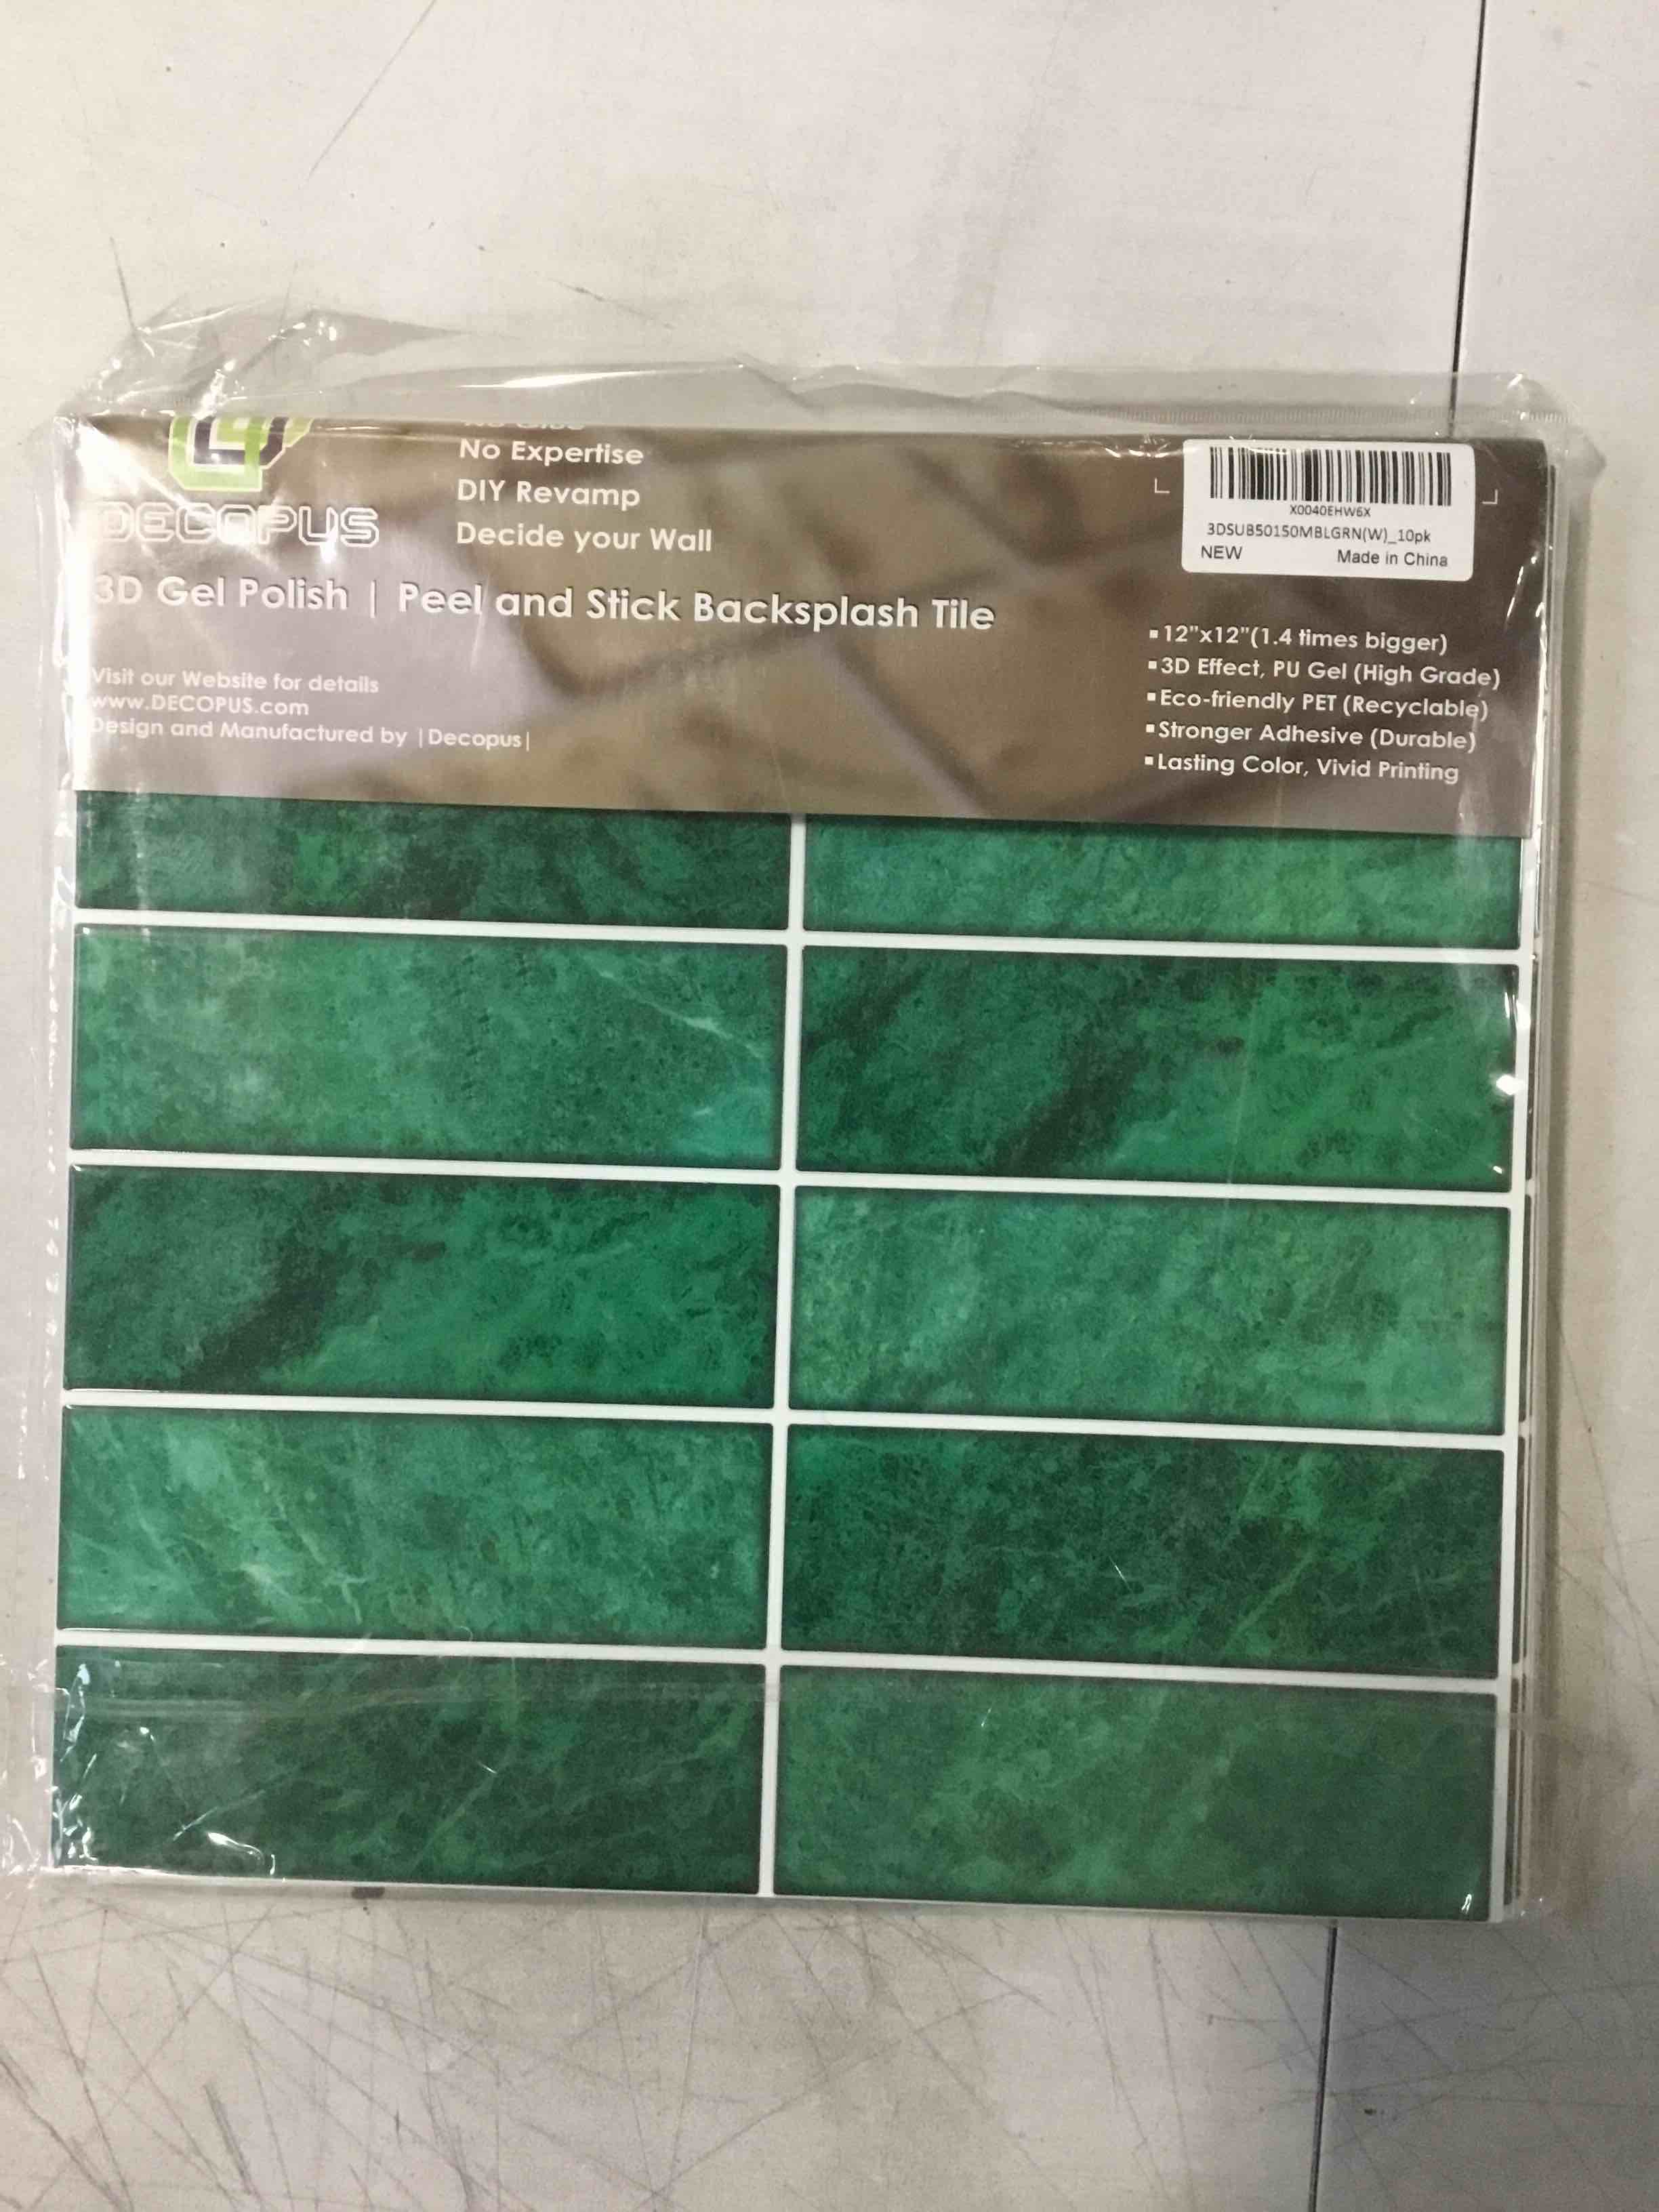 No Expertise
DIY Revamp
Decide your Wall
DECOPUS
3D Gel Polish | Peel and Stick Backsplash Tile
Visit our Website for details
www.DECOPUS.com
Design and Manufactured by |Decopus|
X0040EHW6X
3DSUB50150MBLGRN(W)_10pk
NEW Made in China
▪12"x12"(1.4 times bigger)
▪3D Effect, PU Gel (High Grade)
▪Eco-friendly PET (Recyclable)
▪Stronger Adhesive (Durable)
▪Lasting Color, Vivid Printing